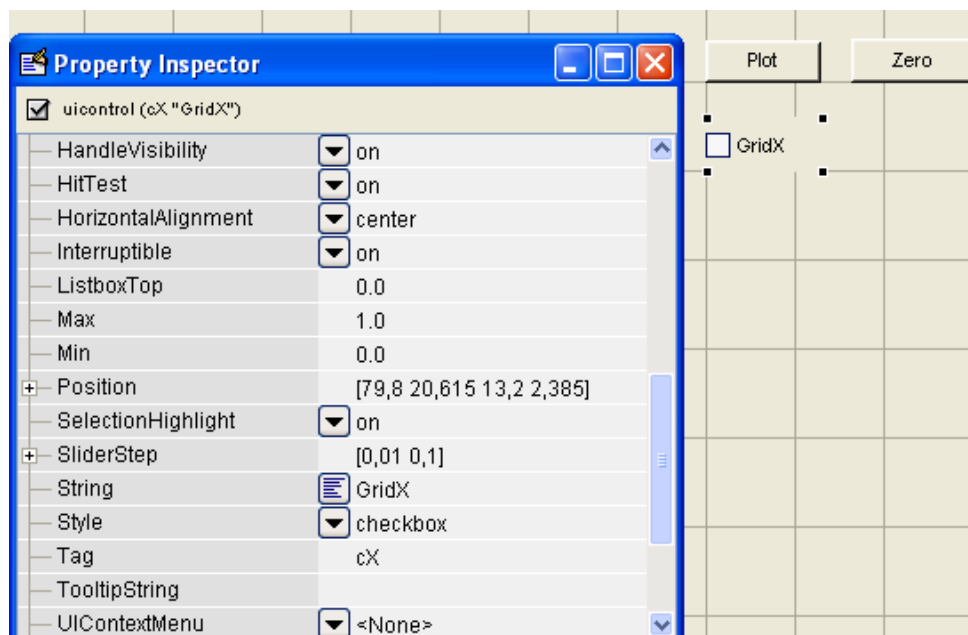 Property Inspector
uicontrol (cX "GridX")
HandleVisibility on
HitTest on
HorizontalAlignment center
Interruptible on
ListboxTop 0.0
Max 1.0
Min 0.0
Position [79,8 20,615 13,2 2,385]
SelectionHighlight on
SliderStep [0,01 0,1]
String GridX
Style checkbox
Tag cX
TooltipString
UIContextMenu <None>
Plot Zero
GridX